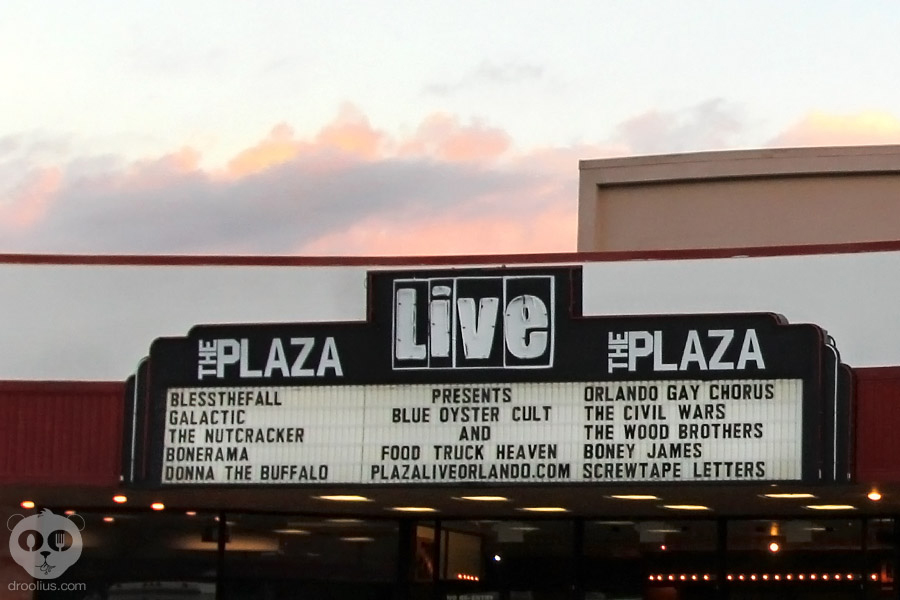 Live
THE PLAZA
THE PLAZA
BLESSTHEFALL
GALACTIC
THE NUTCRACKER
BONERAMA
DONNA THE BUFFALO
PRESENTS
BLUE OYSTER CULT
AND
FOOD TRUCK HEAVEN
PLAZALIVEORLANDO.COM
ORLANDO GAY CHORUS
THE CIVIL WARS
THE WOOD BROTHERS
BONEY JAMES
SCREWTAPE LETTERS
droolius.com